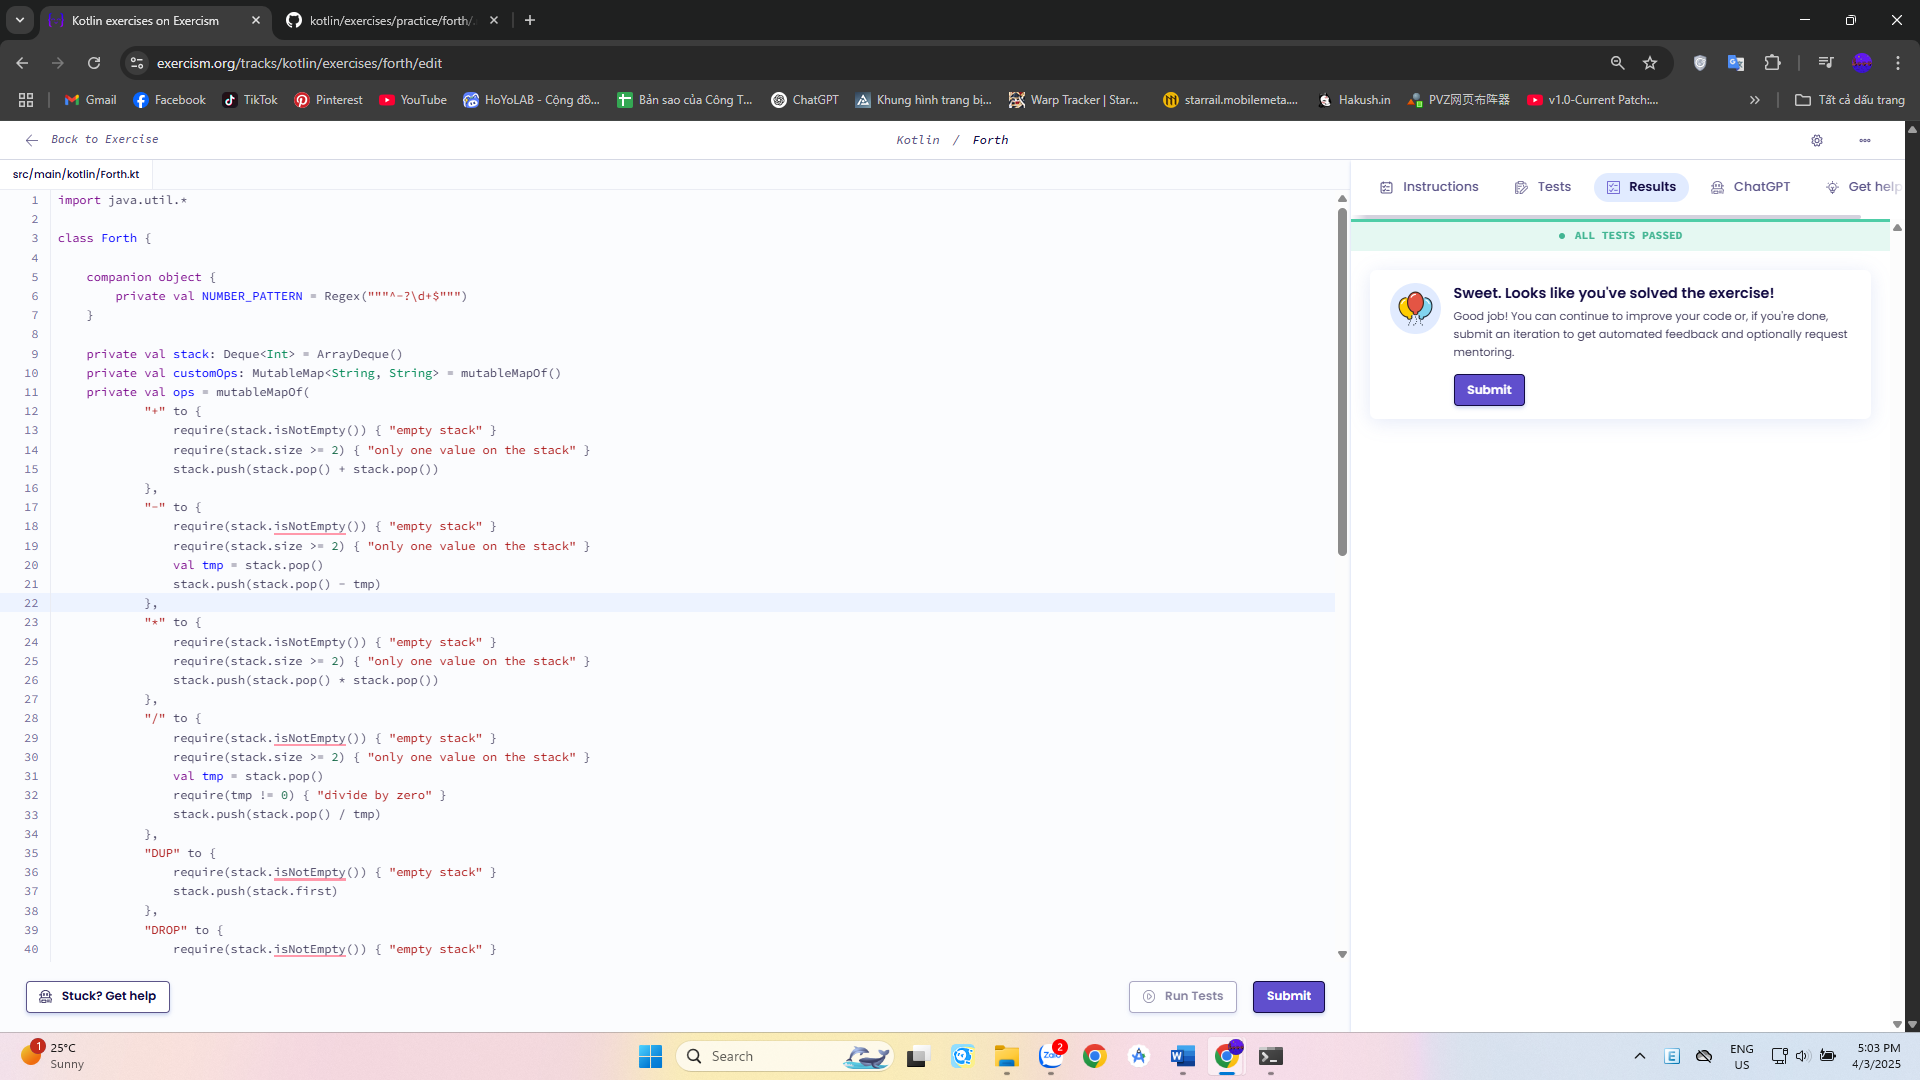 Kotlin exercises on Exercism
kotlin/exercises/practice/forth/.
exercism.org/tracks/kotlin/exercises/forth/edit
Gmail
Facebook
TikTok
Pinterest
YouTube
HoYoLAB - Cộng đồ...
Bản sao của Công T...
ChatGPT
Khung hình trang bị...
Warp Tracker | Star...
starrail.mobilemeta....
Hakush.in
PVZ网页布阵器
v1.0-Current Patch:...
Tất cả dấu trang
Back to Exercise
Kotlin / Forth
src/main/kotlin/Forth.kt
1 import java.util.*
2
3 class Forth {
4
5 companion object {
6 private val NUMBER_PATTERN = Regex("""^-?\d+$""")
7 }
8
9 private val stack: Deque<Int> = ArrayDeque()
10 private val customOps: MutableMap<String, String> = mutableMapOf()
11 private val ops = mutableMapOf(
12 "+" to {
13 require(stack.isNotEmpty()) { "empty stack" }
14 require(stack.size >= 2) { "only one value on the stack" }
15 stack.push(stack.pop() + stack.pop())
16 },
17 "-" to {
18 require(stack.isNotEmpty()) { "empty stack" }
19 require(stack.size >= 2) { "only one value on the stack" }
20 val tmp = stack.pop()
21 stack.push(stack.pop() - tmp)
22 },
23 "*" to {
24 require(stack.isNotEmpty()) { "empty stack" }
25 require(stack.size >= 2) { "only one value on the stack" }
26 stack.push(stack.pop() * stack.pop())
27 },
28 "/" to {
29 require(stack.isNotEmpty()) { "empty stack" }
30 require(stack.size >= 2) { "only one value on the stack" }
31 val tmp = stack.pop()
32 require(tmp != 0) { "divide by zero" }
33 stack.push(stack.pop() / tmp)
34 },
35 "DUP" to {
36 require(stack.isNotEmpty()) { "empty stack" }
37 stack.push(stack.first)
38 },
39 "DROP" to {
40 require(stack.isNotEmpty()) { "empty stack" }
Stuck? Get help
Run Tests
Submit
Instructions
Tests
Results
ChatGPT
Get help
ALL TESTS PASSED
Sweet. Looks like you've solved the exercise!
Good job! You can continue to improve your code or, if you're done,
submit an iteration to get automated feedback and optionally request
mentoring.
Submit
1
25°C
Sunny
Search
Zalo
2
ENG
US
5:03 PM
4/3/2025